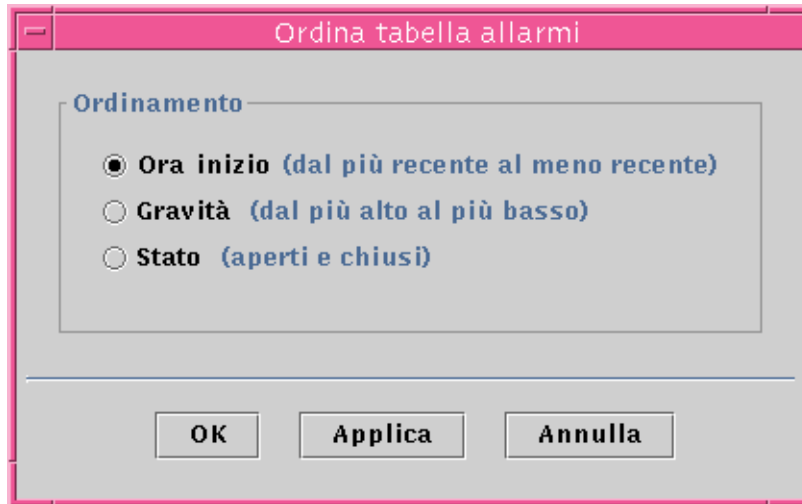 Ordina tabella allarmi
Ordinamento
Ora inizio (dal più recente al meno recente)
Gravità (dal più alto al più basso)
Stato (aperti e chiusi)
OK Applica Annulla